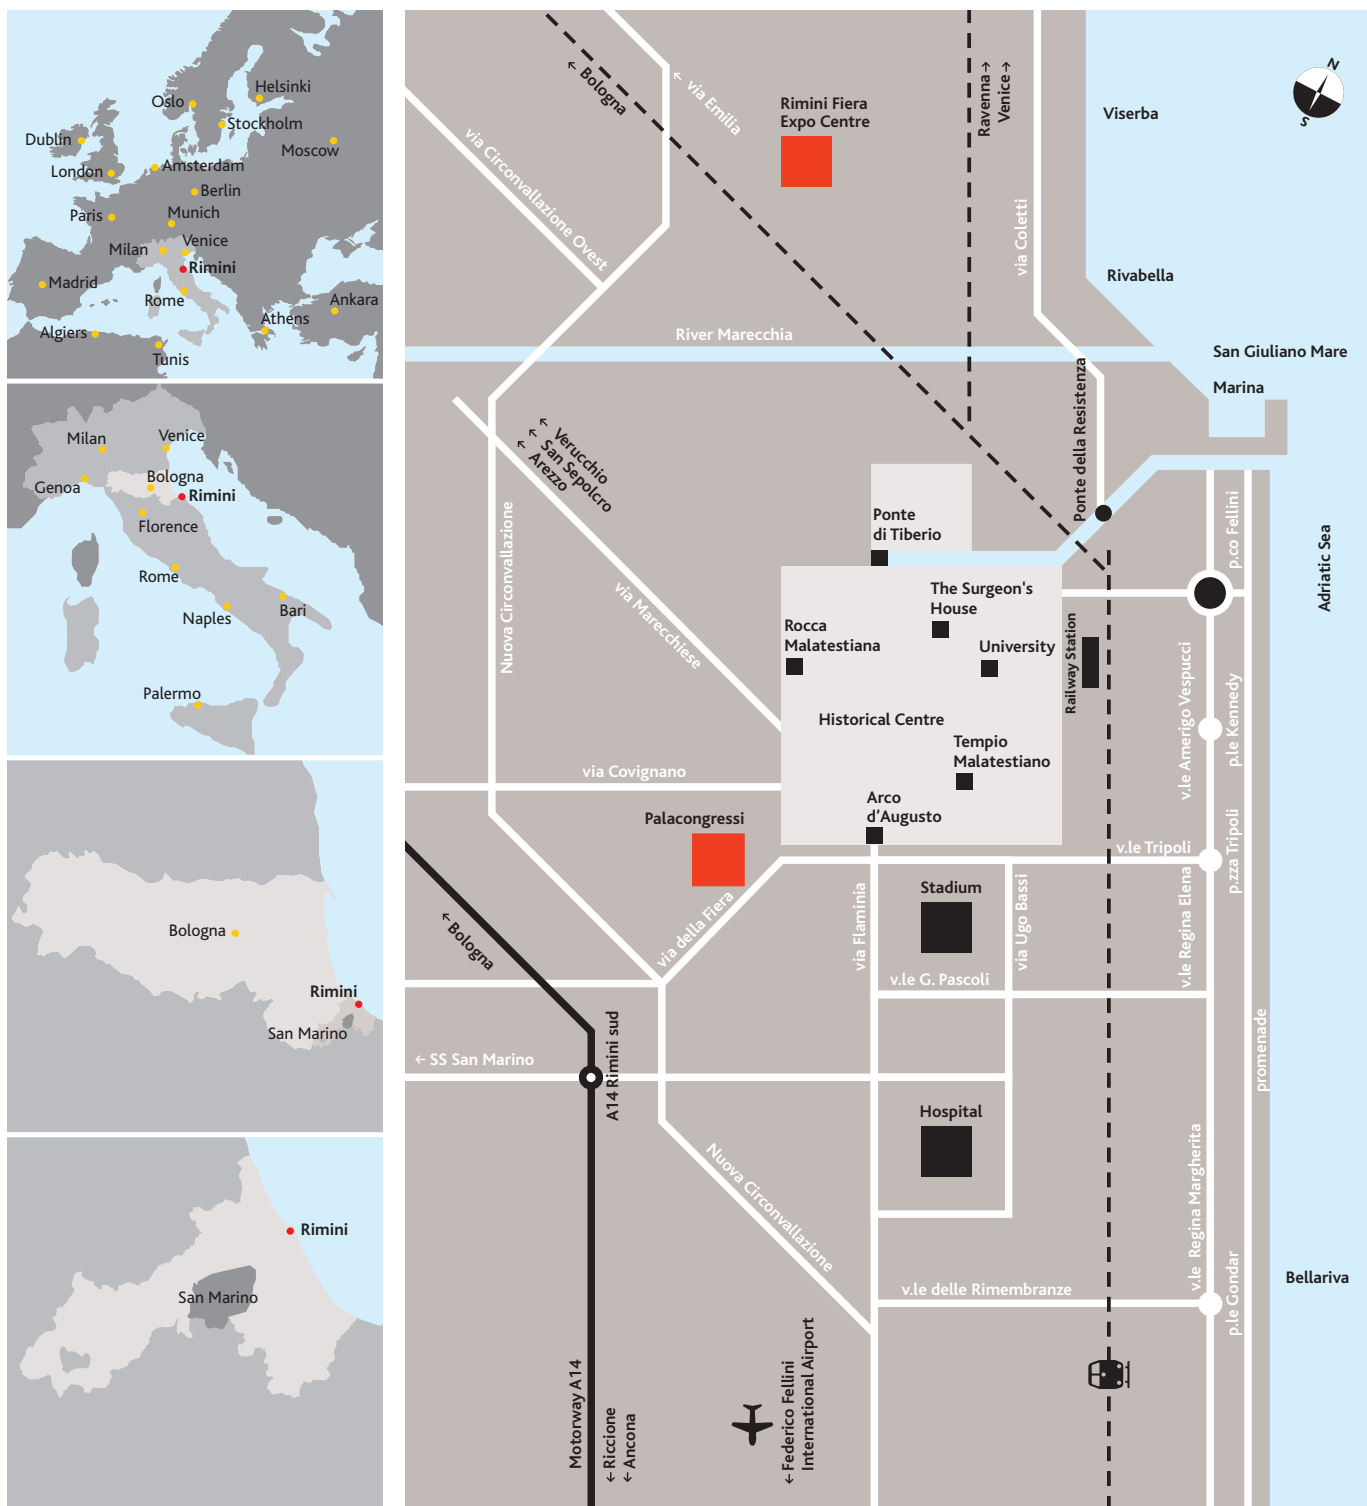 Helsinki
Oslo
Stockholm
Dublin
Moscow
London
Amsterdam
Berlin
Paris
Munich
Milan
Venice
Rimini
Madrid
Rome
Ankara
Algiers
Athens
Tunis
Milan
Venice
Genoa
Bologna
Rimini
Florence
Rome
Naples
Bari
Palermo
Bologna
Rimini
San Marino
Rimini
San Marino
← Bologna
← via Emilia
Rimini Fiera
Expo Centre
Ravenna →
Venice →
N
S
Viserba
via Circonvallazione Ovest
via Coletti
Rivabella
River Marecchia
San Giuliano Mare
Marina
Ponte della Resistenza
← Verucchio
← San Sepolcro
← Arezzo
Nuova Circonvallazione
via Marecchiese
Ponte
di Tiberio
p.co Fellini
Adriatic Sea
The Surgeon's
House
Rocca
Malatestiana
University
Railway Station
Historical Centre
Tempio
Malatestiano
v.le Amerigo Vespucci
p.le Kennedy
via Covignano
Arco
d'Augusto
Palacongressi
v.le Tripoli
p.zza Tripoli
← Bologna
via della Fiera
via Flaminia
Stadium
via Ugo Bassi
v.le Regina Elena
v.le G. Pascoli
promenade
← SS San Marino
A14 Rimini sud
Hospital
Nuova Circonvallazione
v.le Regina Margherita
Bellariva
v.le delle Rimembranze
p.le Gondar
Motorway A14
← Riccione
← Ancona
← Federico Fellini
International Airport